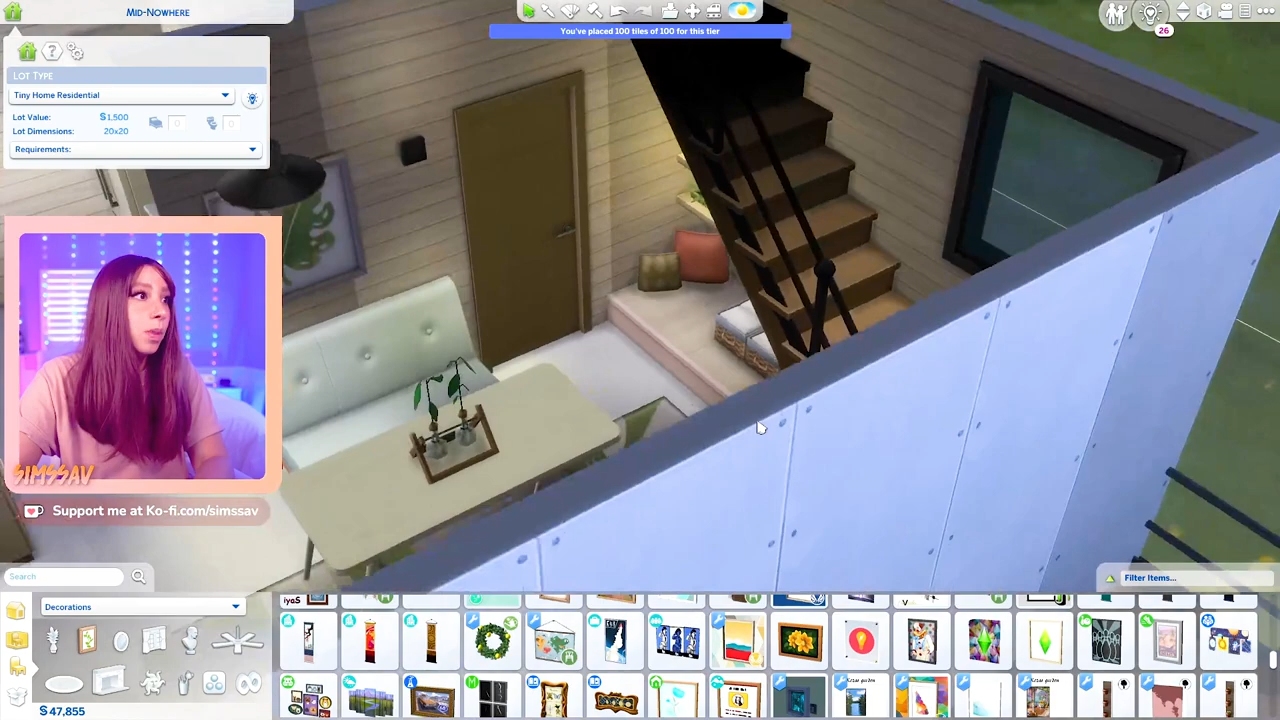 Mid-Nowhere
You've placed 100 tiles of 100 for this tier
26
Lot Type
Tiny Home Residential
Lot Value:
§1,500
Lot Dimensions:
20x20
0
0
Requirements:
SIMSSAV
Support me at Ko-fi.com/simssav
Search
Filter Items...
Decorations
§47,855